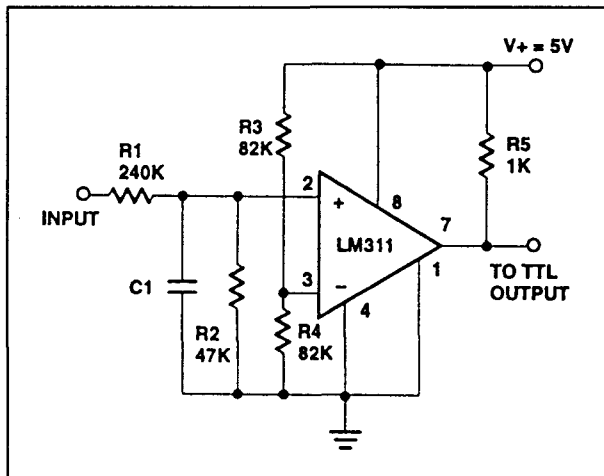 V+ = 5V
R3
82K
R5
1K
R1
240K
INPUT
2
+
8
LM311
7
TO TTL
OUTPUT
1
3
−
4
C1
R2
47K
R4
82K